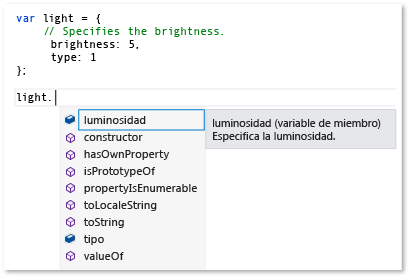 var light = {
// Specifies the brightness.
brightness: 5,
type: 1
};
light.
luminosidad
constructor
hasOwnProperty
isPrototypeOf
propertyIsEnumerable
toLocaleString
toString
tipo
valueOf
luminosidad (variable de miembro)
Especifica la luminosidad.